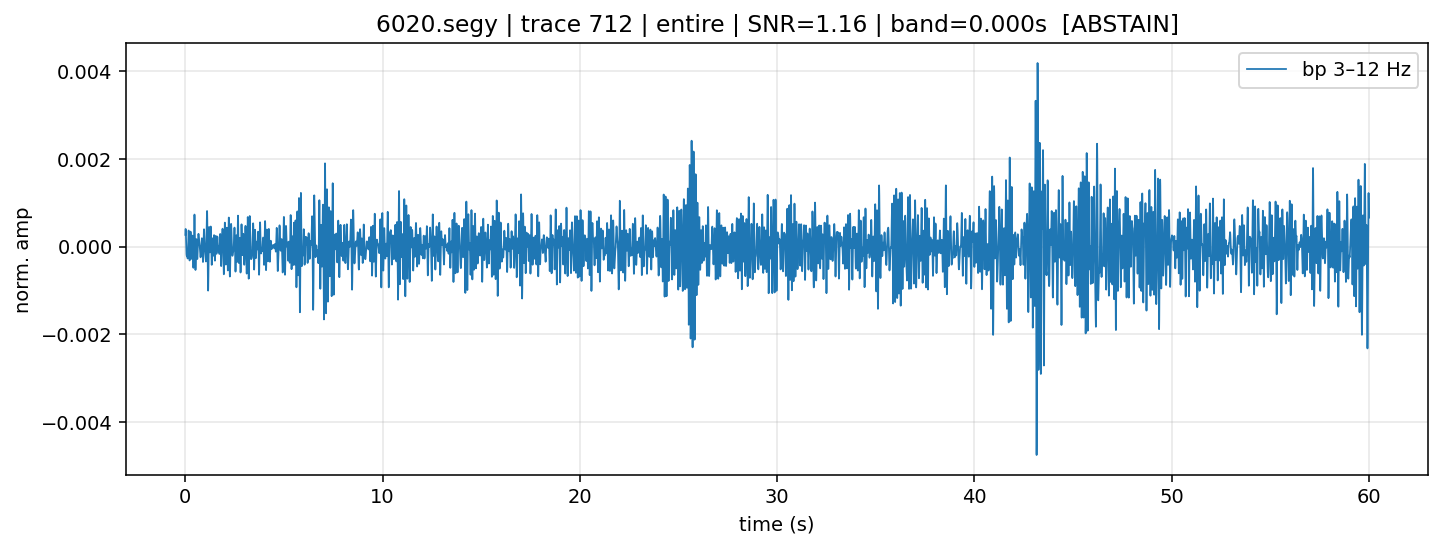 6020.segy | trace 712 | entire | SNR=1.16 | band=0.000s  [ABSTAIN]
bp 3–12 Hz
norm. amp
0.004
0.002
0.000
−0.002
−0.004
0 10 20 30 40 50 60
time (s)